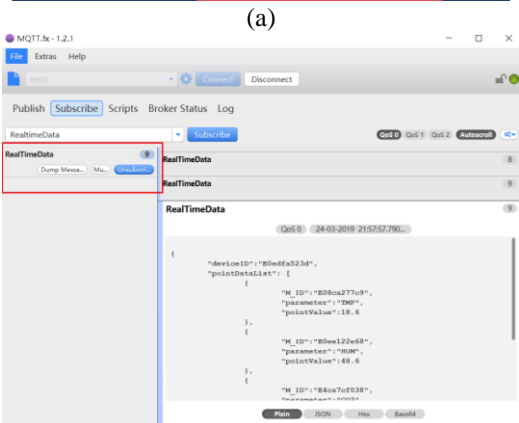 (a)
MQTT.fx - 1.2.1
File Extras Help
test3 Connect Disconnect
Publish Subscribe Scripts Broker Status Log
RealtimeData Subscribe QoS 0 QoS 1 QoS 2 Autoscroll
RealTimeData 9
Dump Messa... Mu... Unsubscri...
RealTimeData 8
RealTimeData 9
RealTimeData 9
QoS 0 24-03-2019 21:57:57.790...
{
"deviceID":"E0edfa523d",
"pointDataList": [
{
"M_ID":"E08ca277c9",
"parameter":"TMP",
"pointValue":18.6
},
{
"M_ID":"E0ee122e68",
"parameter":"HUM",
"pointValue":48.6
},
{
"M_ID":"E4ca7cf038",
"parameter":"CO2"
Plain JSON Hex Base64